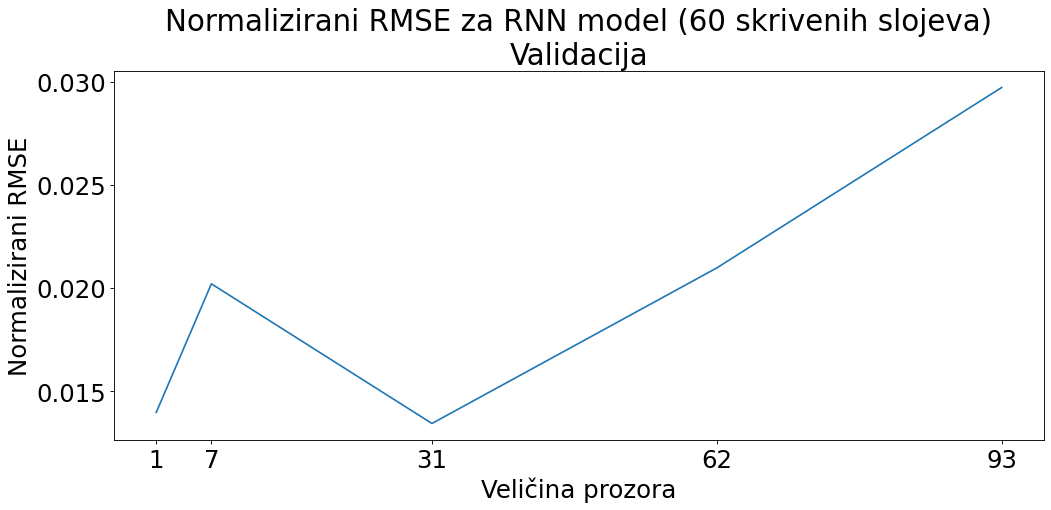 Normalizirani RMSE za RNN model (60 skrivenih slojeva)
Validacija
Normalizirani RMSE
0.030
0.025
0.020
0.015
1 7 31 62 93
Veličina prozora